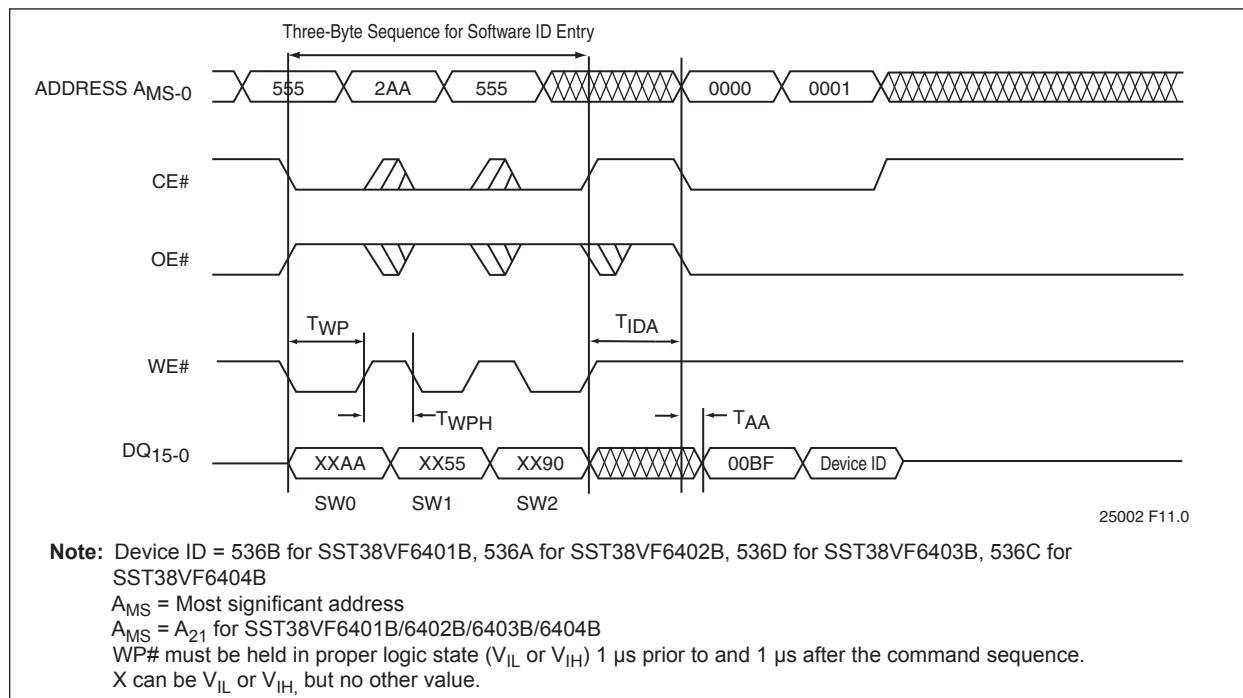 Three-Byte Sequence for Software ID Entry
ADDRESS AMS-0 555 2AA 555 0000 0001
CE#
OE#
TWP TIDA
WE#
TWPH TAA
DQ15-0 XXAA XX55 XX90 00BF Device ID
SW0 SW1 SW2
25002 F11.0
Note: Device ID = 536B for SST38VF6401B, 536A for SST38VF6402B, 536D for SST38VF6403B, 536C for
SST38VF6404B
AMS = Most significant address
AMS = A21 for SST38VF6401B/6402B/6403B/6404B
WP# must be held in proper logic state (VIL or VIH) 1 µs prior to and 1 µs after the command sequence.
X can be VIL or VIH, but no other value.